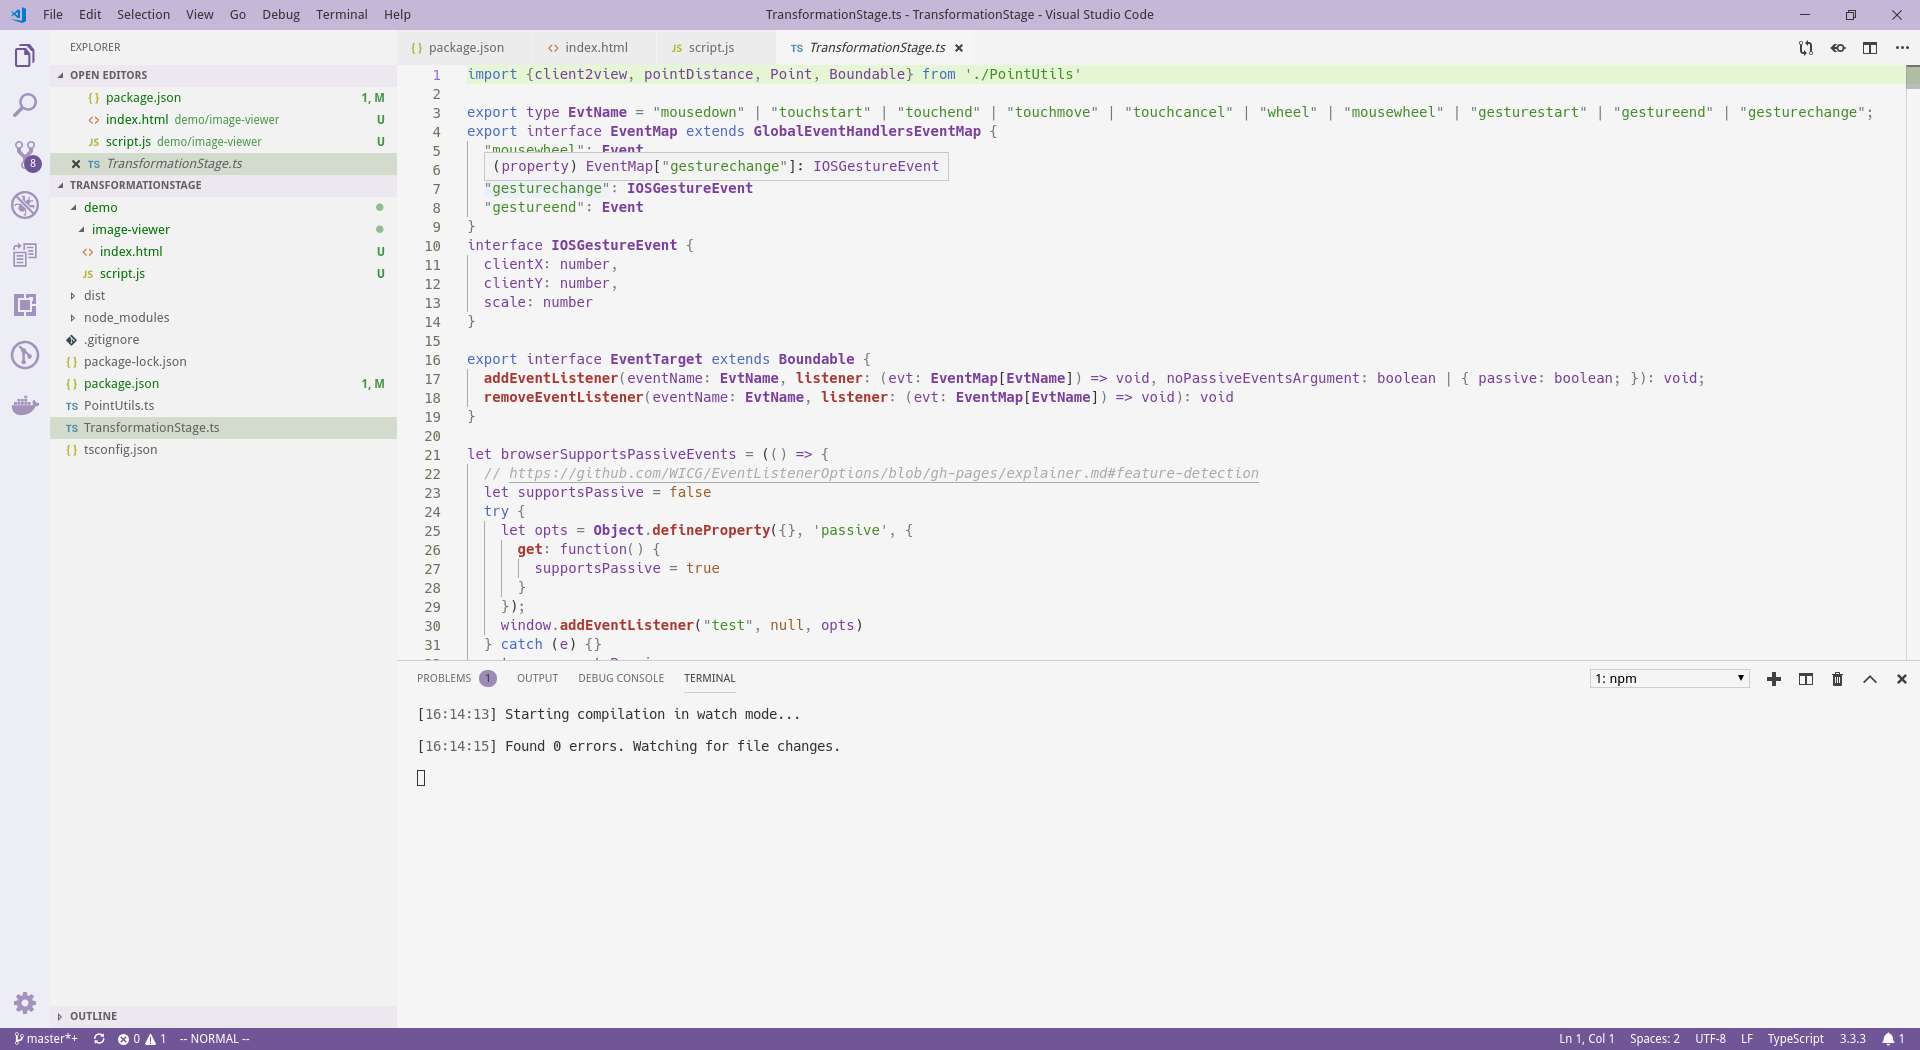 File Edit Selection View Go Debug Terminal Help
TransformationStage.ts - TransformationStage - Visual Studio Code
EXPLORER
OPEN EDITORS
package.json 1, M
index.html demo/image-viewer U
script.js demo/image-viewer U
TS TransformationStage.ts
TRANSFORMATIONSTAGE
demo
image-viewer
index.html U
JS script.js U
dist
node_modules
.gitignore
{} package-lock.json
{} package.json 1, M
TS PointUtils.ts
TS TransformationStage.ts
{} tsconfig.json
OUTLINE
8
{} package.json
<> index.html
JS script.js
TS TransformationStage.ts
1 import {client2view, pointDistance, Point, Boundable} from './PointUtils'
2
3 export type EvtName = "mousedown" | "touchstart" | "touchend" | "touchmove" | "touchcancel" | "wheel" | "mousewheel" | "gesturestart" | "gestureend" | "gesturechange";
4 export interface EventMap extends GlobalEventHandlersEventMap {
5 "mousewheel": Event
6 (property) EventMap["gesturechange"]: IOSGestureEvent
7 "gesturechange": IOSGestureEvent
8 "gestureend": Event
9 }
10 interface IOSGestureEvent {
11 clientX: number,
12 clientY: number,
13 scale: number
14 }
15
16 export interface EventTarget extends Boundable {
17 addEventListener(eventName: EvtName, listener: (evt: EventMap[EvtName]) => void, noPassiveEventsArgument: boolean | { passive: boolean; }): void;
18 removeEventListener(eventName: EvtName, listener: (evt: EventMap[EvtName]) => void): void
19 }
20
21 let browserSupportsPassiveEvents = (() => {
22 // https://github.com/WICG/EventListenerOptions/blob/gh-pages/explainer.md#feature-detection
23 let supportsPassive = false
24 try {
25 let opts = Object.defineProperty({}, 'passive', {
26 get: function() {
27 supportsPassive = true
28 }
29 });
30 window.addEventListener("test", null, opts)
31 } catch (e) {}
PROBLEMS 1 OUTPUT DEBUG CONSOLE TERMINAL
1: npm
[16:14:13] Starting compilation in watch mode...
[16:14:15] Found 0 errors. Watching for file changes.
master*+ 0 1 -- NORMAL --
Ln 1, Col 1 Spaces: 2 UTF-8 LF TypeScript 3.3.3 1